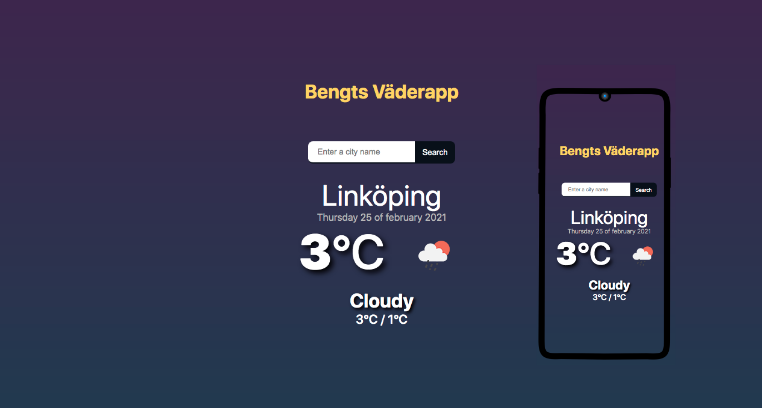 Bengts Väderapp
Enter a city name Search
Linköping
Thursday 25 of february 2021
3°C
Cloudy
3°C / 1°C
Bengts Väderapp
Enter a city name Search
Linköping
Thursday 25 of february 2021
3°C
Cloudy
3°C / 1°C